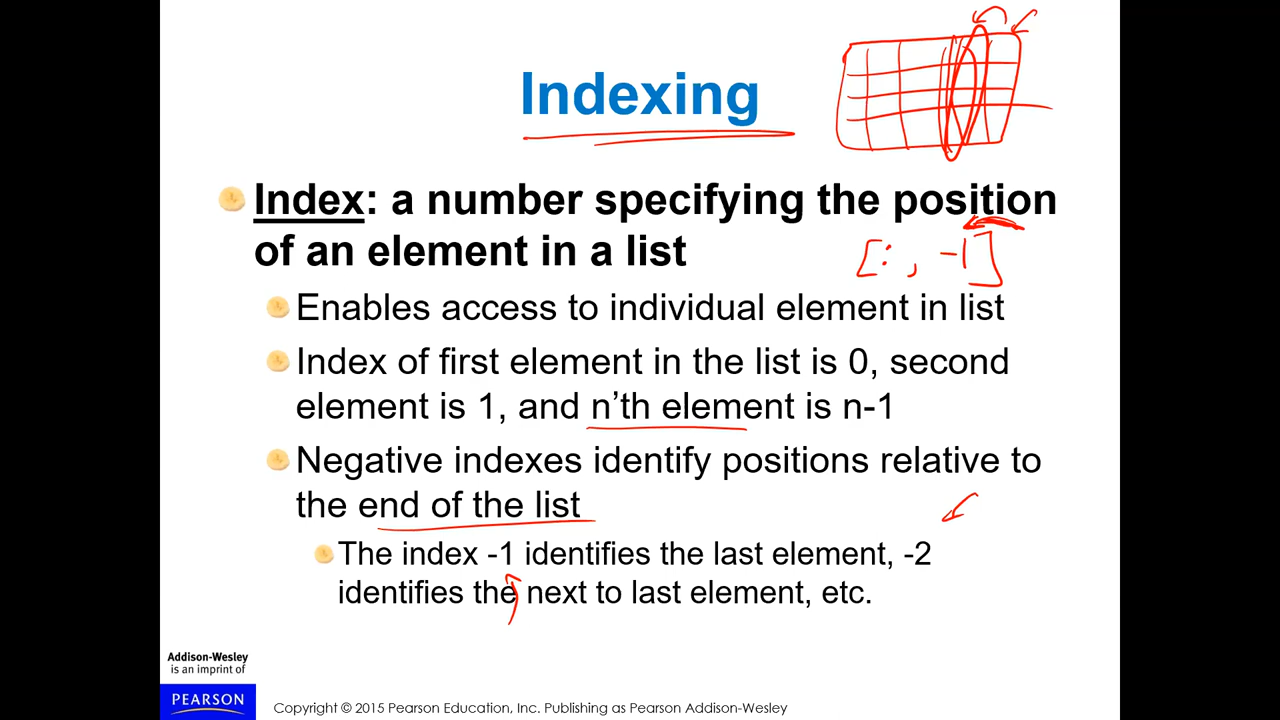 Indexing
Index: a number specifying the position
of an element in a list
[: , -1]
Enables access to individual element in list
Index of first element in the list is 0, second
element is 1, and n’th element is n-1
Negative indexes identify positions relative to
the end of the list
The index -1 identifies the last element, -2
identifies the next to last element, etc.
Addison-Wesley
is an imprint of
PEARSON
Copyright © 2015 Pearson Education, Inc. Publishing as Pearson Addison-Wesley